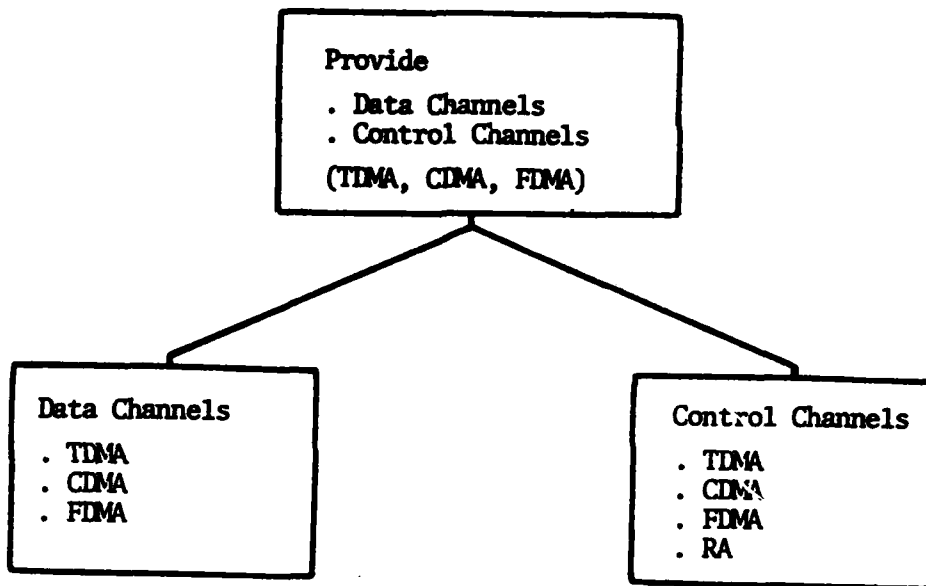 Provide
. Data Channels
. Control Channels
(TDMA, CDMA, FDMA)
Data Channels
. TDMA
. CDMA
. FDMA
Control Channels
. TDMA
. CDMA
. FDMA
. RA